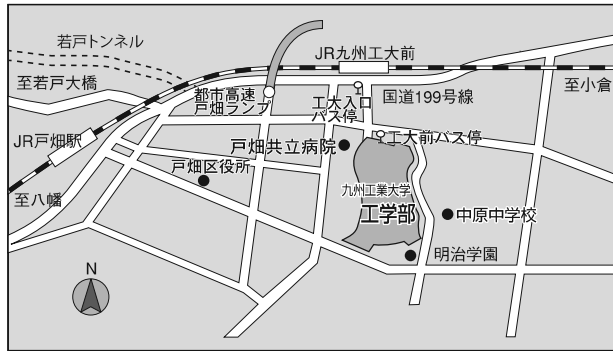 若戸トンネル
JR九州工大前
至若戸大橋
都市高速
戸畑ランプ
工大入口
バス停
国道199号線
至小倉
JR戸畑駅
戸畑共立病院
工大前バス停
戸畑区役所
至八幡
九州工業大学
工学部
中原中学校
明治学園
N